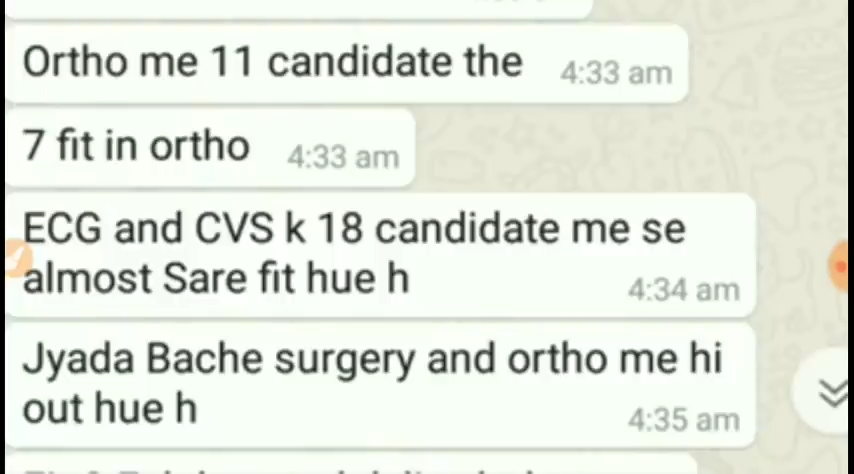 Ortho me 11 candidate the 4:33 am
7 fit in ortho 4:33 am
ECG and CVS k 18 candidate me se
almost Sare fit hue h 4:34 am
Jyada Bache surgery and ortho me hi
out hue h 4:35 am